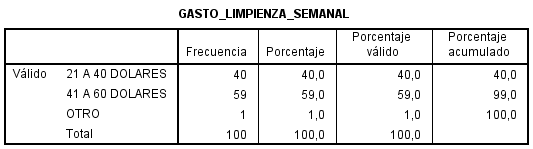 GASTO_LIMPIENZA_SEMANAL
Frecuencia Porcentaje Porcentaje válido Porcentaje acumulado
Válido 21 A 40 DOLARES 40 40,0 40,0 40,0
41 A 60 DOLARES 59 59,0 59,0 99,0
OTRO 1 1,0 1,0 100,0
Total 100 100,0 100,0